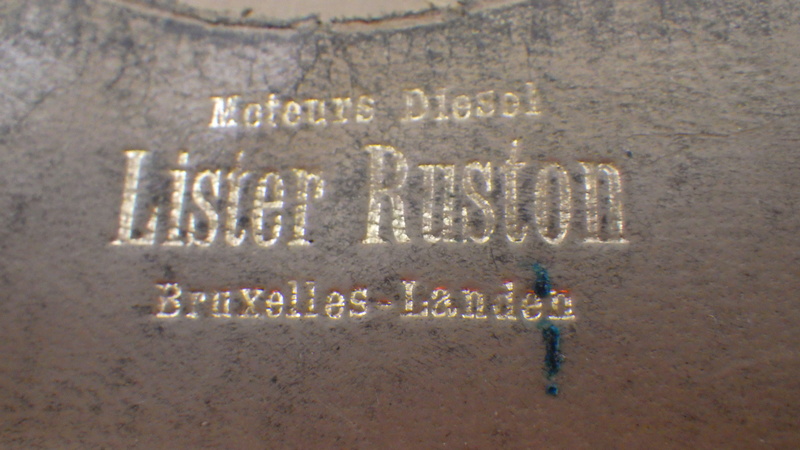 Moteurs Diesel
Lister Ruston
Bruxelles-Landen